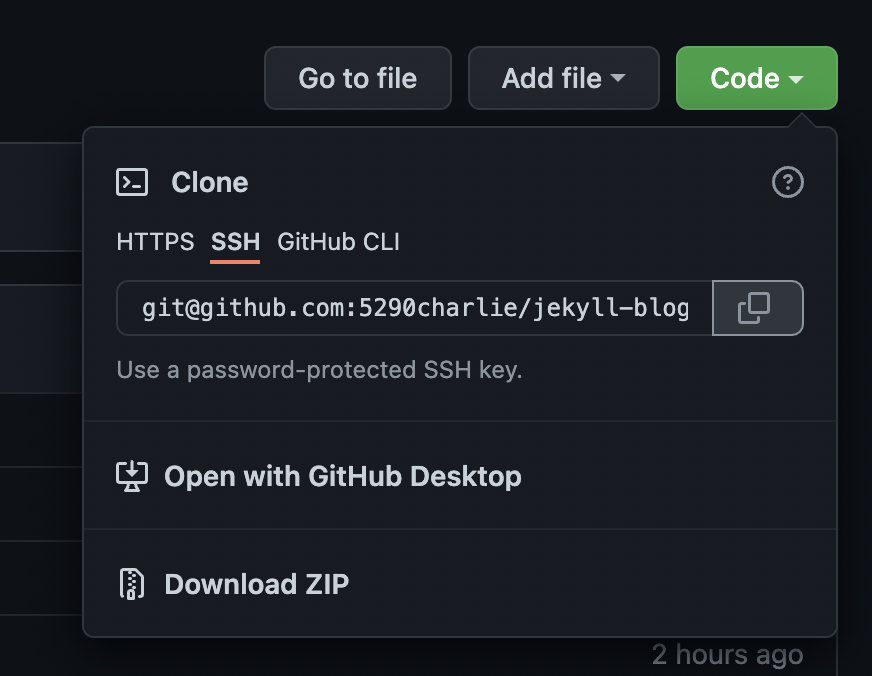 Go to file Add file Code
Clone
HTTPS SSH GitHub CLI
git@github.com:5290charlie/jekyll-blog
Use a password-protected SSH key.
Open with GitHub Desktop
Download ZIP
2 hours ago